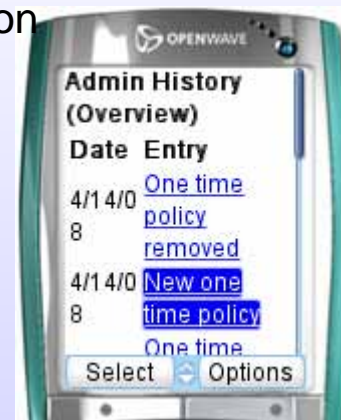 on
OPENWAVE
Admin History
(Overview)
Date Entry
4/14/0 One time
8 policy
removed
4/14/0 New one
8 time policy
One time
Select Options